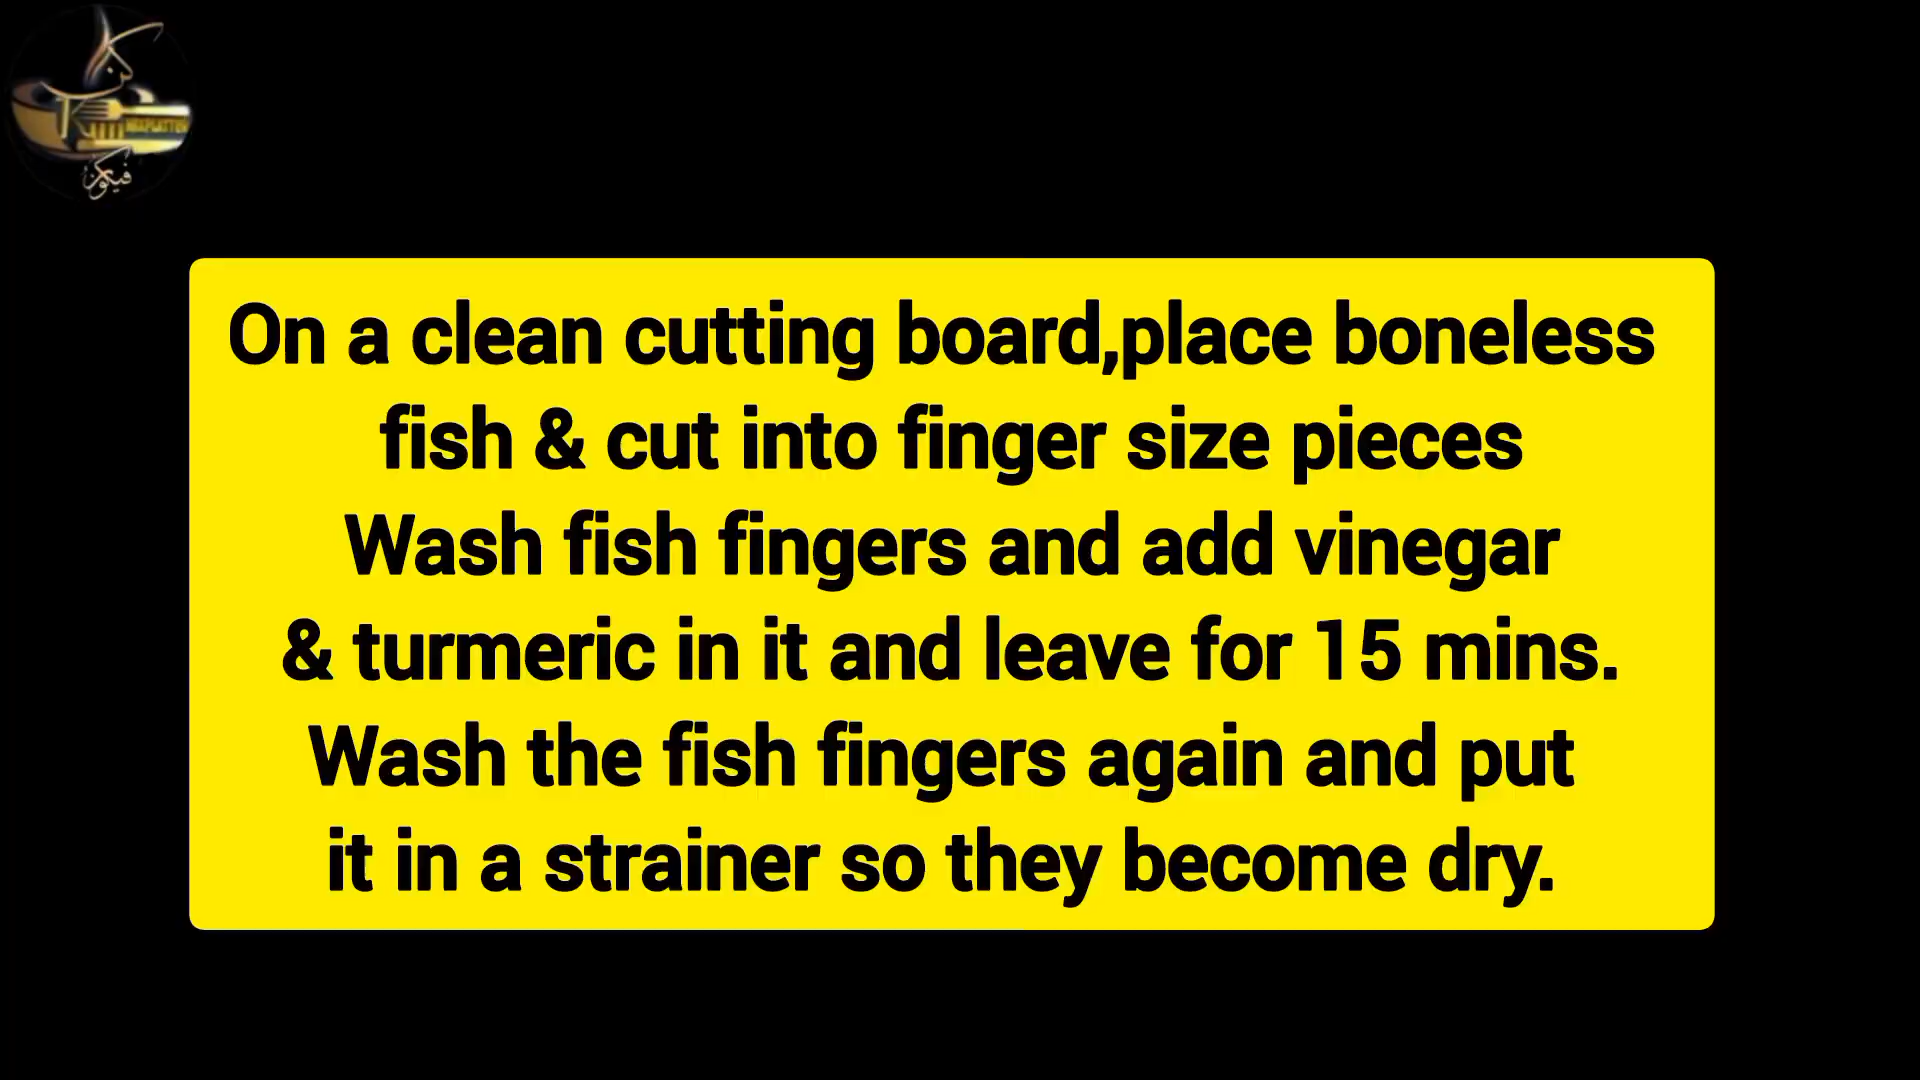 On a clean cutting board,place boneless
fish & cut into finger size pieces
Wash fish fingers and add vinegar
& turmeric in it and leave for 15 mins.
Wash the fish fingers again and put
it in a strainer so they become dry.